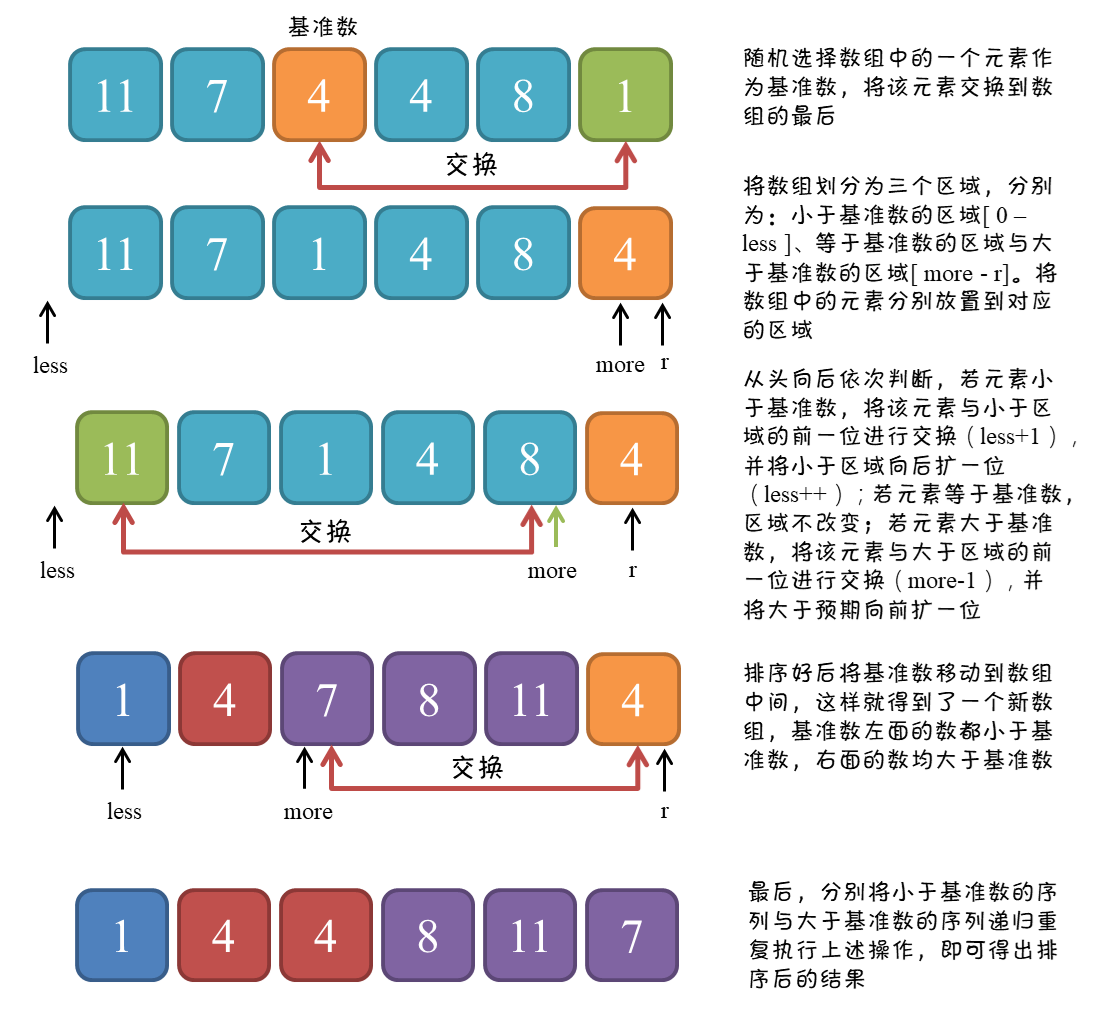 基准数
11 7 4 4 8 1
交换
随机选择数组中的一个元素作
为基准数，将该元素交换到数
组的最后
11 7 1 4 8 4
less more r
将数组划分为三个区域，分别
为：小于基准数的区域[ 0 –
less ]、等于基准数的区域与大
于基准数的区域[ more - r]。将
数组中的元素分别放置到对应
的区域
11 7 1 4 8 4
交换
less more r
从头向后依次判断，若元素小
于基准数，将该元素与小于区
域的前一位进行交换（less+1），
并将小于区域向后扩一位
（less++）；若元素等于基准数，
区域不改变；若元素大于基准
数，将该元素与大于区域的前
一位进行交换（more-1），并
将大于预期向前扩一位
1 4 7 8 11 4
交换
less more r
排序好后将基准数移动到数组
中间，这样就得到了一个新数
组，基准数左面的数都小于基
准数，右面的数均大于基准数
1 4 4 8 11 7
最后，分别将小于基准数的序
列与大于基准数的序列递归重
复执行上述操作，即可得出排
序后的结果